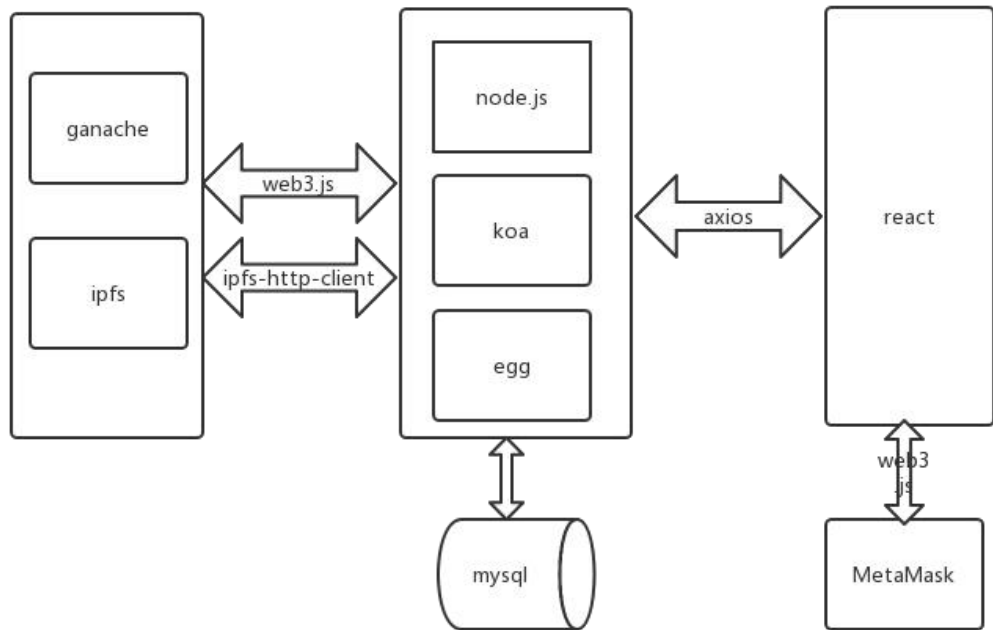 ganache
ipfs
web3.js
ipfs-http-client
node.js
koa
egg
axios
react
mysql
web3
.js
MetaMask